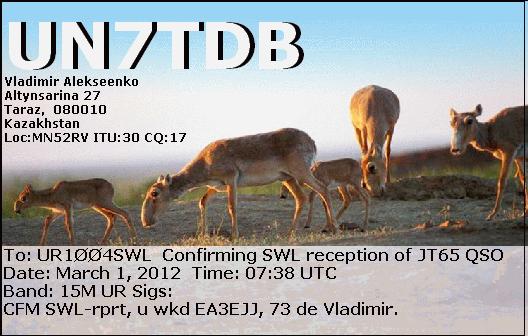 UN7TDB
Vladimir Alekseenko
Altynsarina 27
Taraz, 080010
Kazakhstan
Loc:MN52RV ITU:30 CQ:17
To: UR1ØØ4SWL Confirming SWL reception of JT65 QSO
Date: March 1, 2012 Time: 07:38 UTC
Band: 15M UR Sigs:
CFM SWL-rprt, u wkd EA3EJJ, 73 de Vladimir.